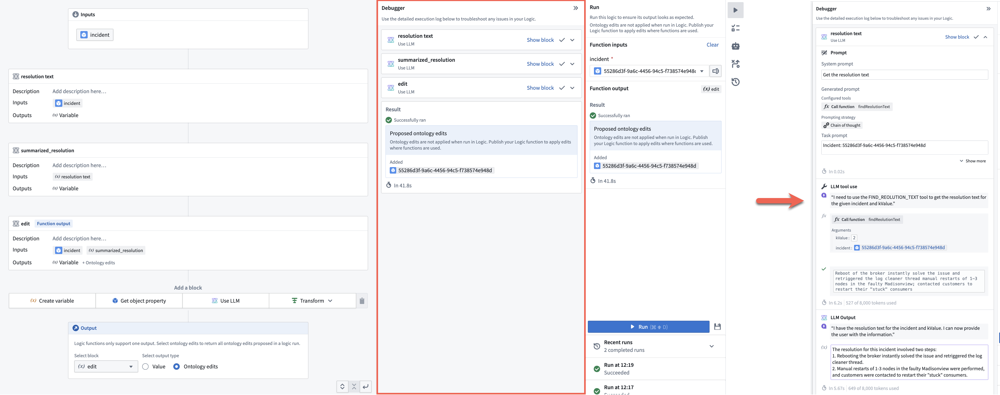 Inputs
incident
resolution text
Description Add description here…
Inputs incident
Outputs (x) Variable
summarized_resolution
Description Add description here…
Inputs (x) resolution text
Outputs (x) Variable
edit Function output
Description Add description here…
Inputs incident (x) summarized_resolution
Outputs (x) Variable + Ontology edits
Add a block
(x) Create variable Get object property Use LLM Transform
Output
Logic functions only support one output. Select ontology edits to return all ontology edits proposed in a logic run.
Select block Select output type
(x) edit Value Ontology edits
Debugger
Use the detailed execution log below to troubleshoot any issues in your Logic.
resolution text
Use LLM
Show block
summarized_resolution
Use LLM
Show block
edit
Use LLM
Show block
Result
Successfully ran
Proposed ontology edits
Ontology edits are not applied when run in Logic. Publish your Logic function to apply edits
where functions are used.
Added
55286d3f-9a6c-4456-94c5-f738574e948d
In 41.8s
Run
Run this logic to ensure its output looks as expected.
Ontology edits are not applied when run in Logic. Publish your
Logic function to apply edits where functions are used.
Function inputs Clear
incident *
55286d3f-9a6c-4456-94c5-f738574e948
Function output (x) edit
Result
Successfully ran
Proposed ontology edits
Ontology edits are not applied when run in Logic. Publish
your Logic function to apply edits where functions are used.
Added
55286d3f-9a6c-4456-94c5-f738574e948d
In 41.8s
Run (⌘ ⇧ D)
Recent runs
2 completed runs
Run at 12:19
Succeeded
Run at 12:17
Debugger
Use the detailed execution log below to troubleshoot any issues in your Logic.
resolution text
Use LLM
Show block
Prompt
System prompt
Get the resolution text
Generated prompt
Configured tools
fx Call function findReolutionText
Prompting strategy
Chain of thought
Task prompt
Incident: 55286d3f-9a6c-4456-94c5-f738574e948d
Show more
In 0.02s
LLM tool use
“I need to use the FIND_REOLUTION_TEXT tool to get the resolution text for
the given incident and kValue.”
fx
fx Call function findReolutionText
Arguments
kValue : 2
incident : 55286d3f-9a6c-4456-94c5-f738574e948d
Reboot of the broker instantly solve the issue and
retriggered the log cleaner thread manual restarts of 1-3
nodes in the faulty Madisonview; contacted customers to
restart their "stuck" consumers
In 6.2s 527 of 8,000 tokens used
LLM Output
“I have the resolution text for the incident and kValue. I can now provide
the user with the information.”
(x) The resolution for this incident involved two steps:
1. Rebooting the broker instantly solved the issue and retriggered the log
cleaner thread.
2. Manual restarts of 1-3 nodes in the faulty Madisonview were performed,
and customers were contacted to restart their "stuck" consumers.
In 5.67s 649 of 8,000 tokens used